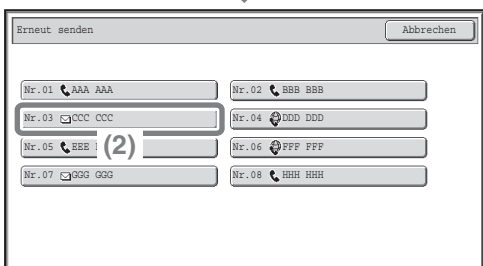 Erneut senden Abbrechen
Nr.01 AAA AAA Nr.02 BBB BBB
Nr.03 CCC CCC Nr.04 DDD DDD
Nr.05 EEE (2) Nr.06 FFF FFF
Nr.07 GGG GGG Nr.08 HHH HHH